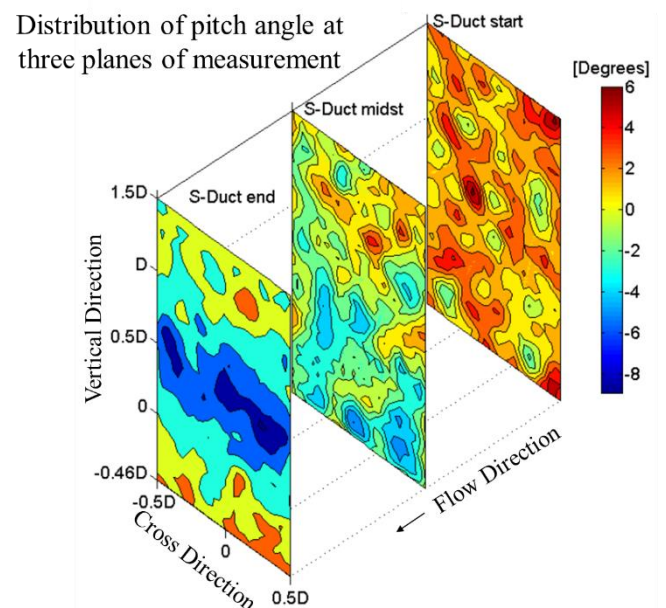 Distribution of pitch angle at
three planes of measurement
S-Duct start
[Degrees]
S-Duct midst
S-Duct end
6
4
2
0
-2
-4
-6
-8
Vertical Direction
1.5D
D
0.5D
0
-0.46D
-0.5D
0
0.5D
Cross Direction
Flow Direction